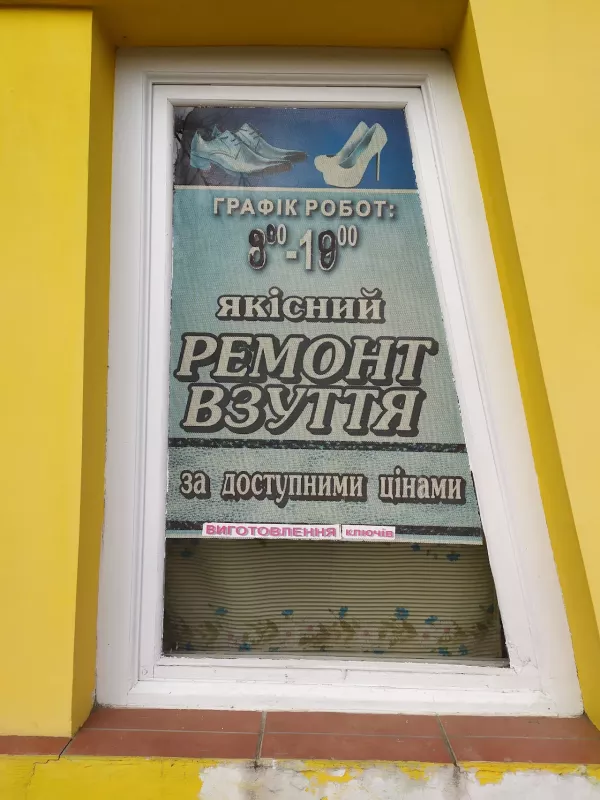 ГРАФІК РОБОТ:
8⁰⁰-19⁰⁰
якісний
РЕМОНТ
ВЗУТТЯ
за доступними цінами
ВИГОТОВЛЕННЯ ключів